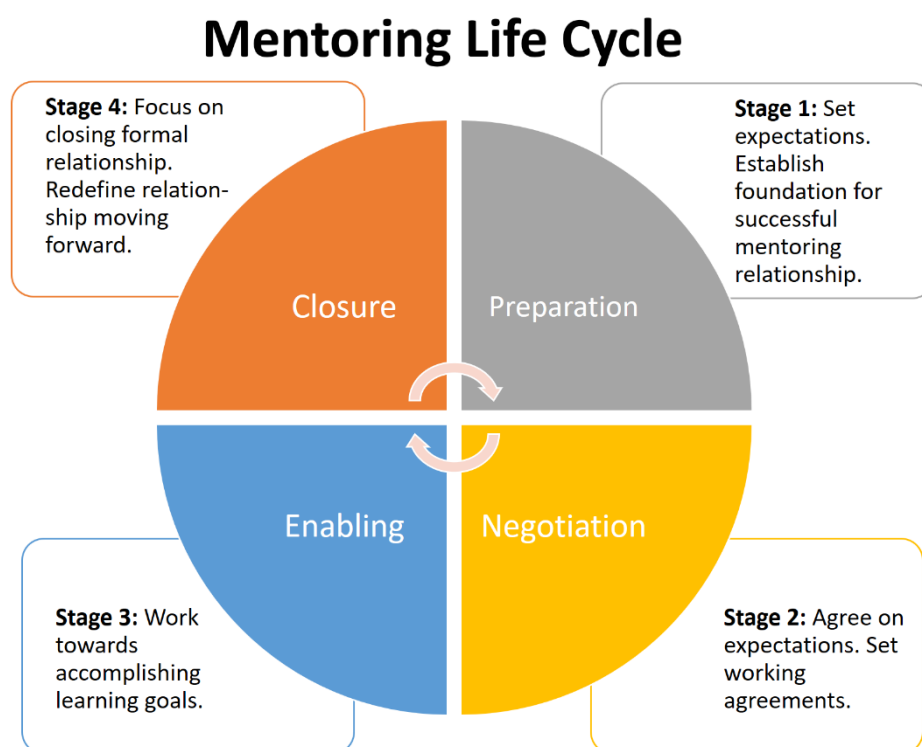 Mentoring Life Cycle
Stage 4: Focus on
closing formal
relationship.
Redefine relation-
ship moving
forward.
Stage 1: Set
expectations.
Establish
foundation for
successful
mentoring
relationship.
Closure
Preparation
Enabling
Negotiation
Stage 3: Work
towards
accomplishing
learning goals.
Stage 2: Agree on
expectations. Set
working
agreements.